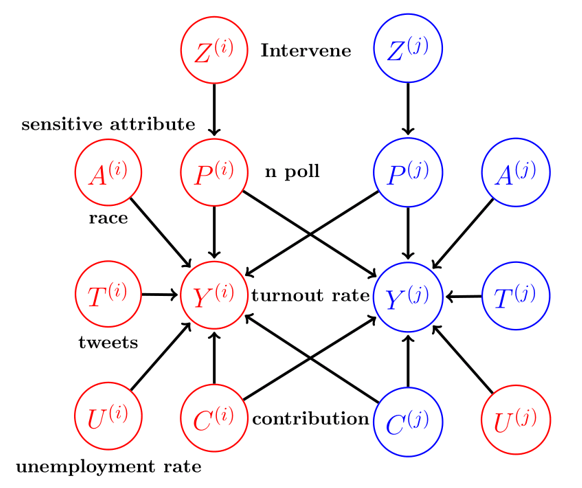 Z^(i) Intervene Z^(j)
sensitive attribute
A^(i) P^(i) n poll P^(j) A^(j)
race
T^(i) Y^(i) turnout rate Y^(j) T^(j)
tweets
U^(i) C^(i) contribution C^(j) U^(j)
unemployment rate